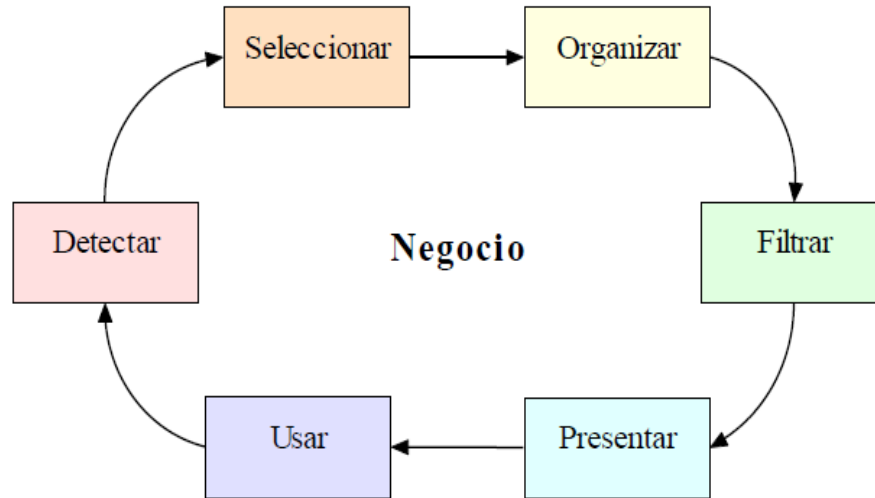 Seleccionar
Organizar
Detectar
Negocio
Filtrar
Usar
Presentar